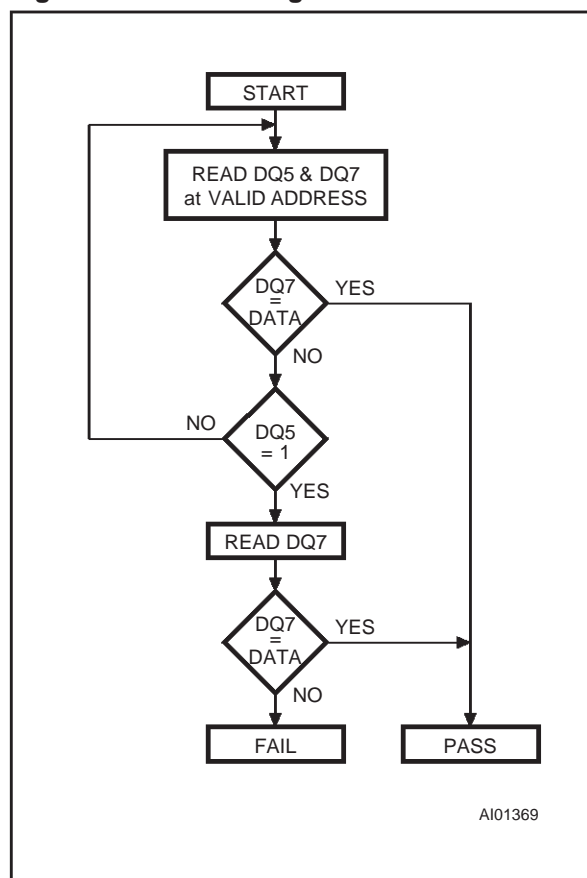 START
READ DQ5 & DQ7
at VALID ADDRESS
DQ7
=
DATA
YES
NO
DQ5
= 1
NO
YES
READ DQ7
DQ7
=
DATA
YES
NO
FAIL
PASS
AI01369